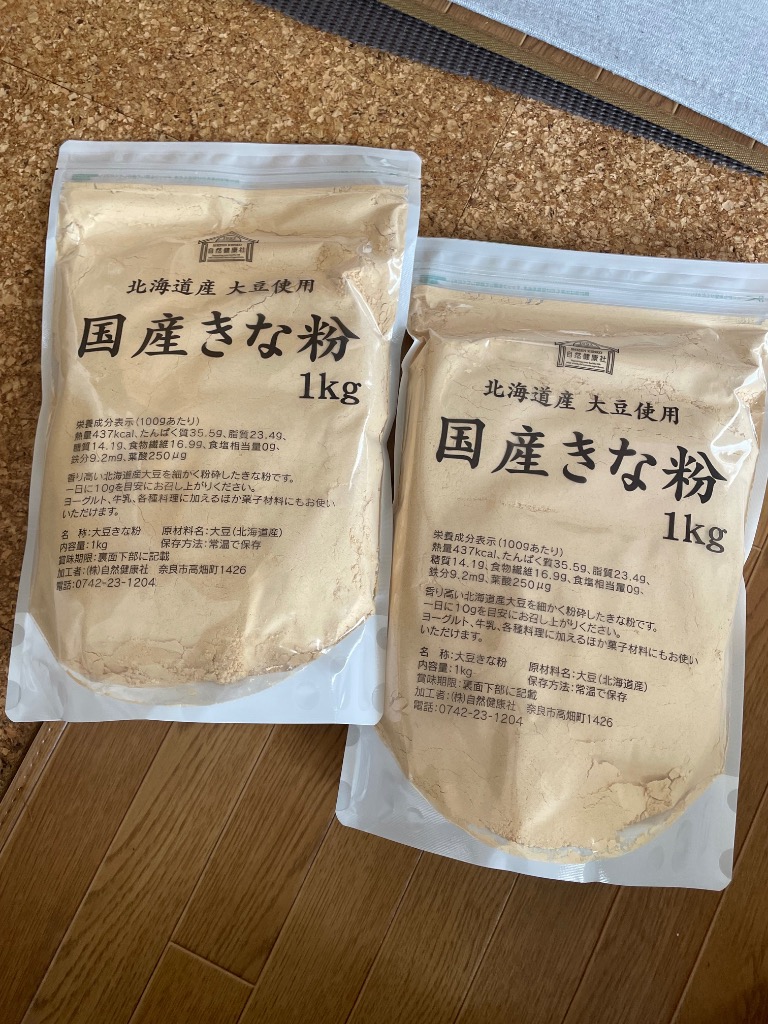 自然健康社
北海道産 大豆使用
国産きな粉
1kg
栄養成分表示(100gあたり)
熱量437kcal、たんぱく質35.5g、脂質23.4g、
糖質14.1g、食物繊維16.9g、食塩相当量0g、
鉄分9.2mg、葉酸250μg
香り高い北海道産大豆を細かく粉砕したきな粉です。
一日に10gを目安にお召し上がりください。
ヨーグルト、牛乳、各種料理に加えるほか菓子材料にもお使い
いただけます。
名 称:大豆きな粉 原材料名:大豆(北海道産)
内容量:1kg 保存方法:常温で保存
賞味期限:裏面下部に記載
加工者:(株)自然健康社 奈良市高畑町1426
電話:0742-23-1204
自然健康社
北海道産 大豆使用
国産きな粉
1kg
栄養成分表示(100gあたり)
熱量437kcal、たんぱく質35.5g、脂質23.4g、
糖質14.1g、食物繊維16.9g、食塩相当量0g、
鉄分9.2mg、葉酸250μg
香り高い北海道産大豆を細かく粉砕したきな粉です。
一日に10gを目安にお召し上がりください。
ヨーグルト、牛乳、各種料理に加えるほか菓子材料にもお使い
いただけます。
名 称:大豆きな粉 原材料名:大豆(北海道産)
内容量:1kg 保存方法:常温で保存
賞味期限:裏面下部に記載
加工者:(株)自然健康社 奈良市高畑町1426
電話:0742-23-1204